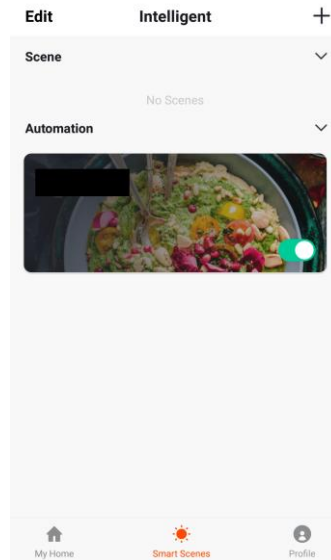 Edit Intelligent +
Scene
No Scenes
Automation
My Home Smart Scenes Profile